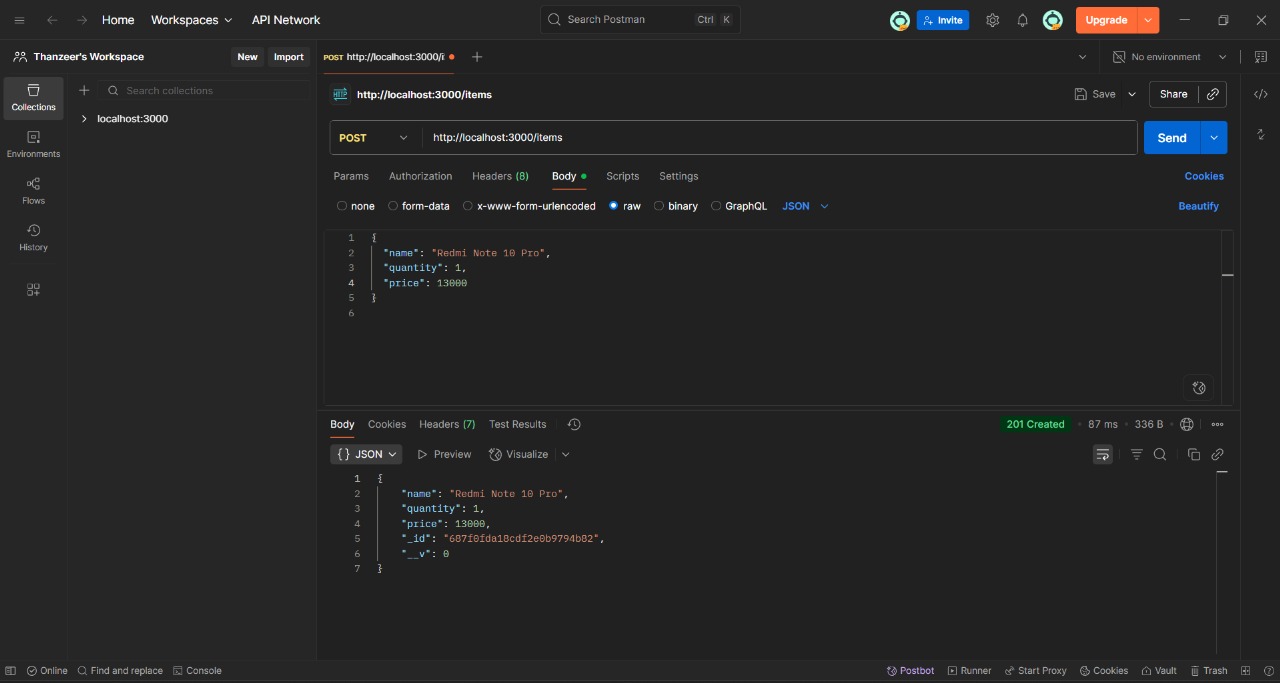 Home Workspaces API Network Search Postman Ctrl K Invite Upgrade
Thanzeer's Workspace New Import POST http://localhost:3000/i No environment
Collections
Search collections
localhost:3000
Environments
Flows
History
HTTP http://localhost:3000/items Save Share
POST http://localhost:3000/items Send
Params Authorization Headers (8) Body Scripts Settings Cookies
none form-data x-www-form-urlencoded raw binary GraphQL JSON Beautify
1 {
2 "name": "Redmi Note 10 Pro",
3 "quantity": 1,
4 "price": 13000
5 }
6
Body Cookies Headers (7) Test Results 201 Created 87 ms 336 B
{} JSON Preview Visualize
1 {
2 "name": "Redmi Note 10 Pro",
3 "quantity": 1,
4 "price": 13000,
5 "_id": "687f0fda18cdf2e0b9794b82",
6 "__v": 0
7 }
Online Find and replace Console Postbot Runner Start Proxy Cookies Vault Trash